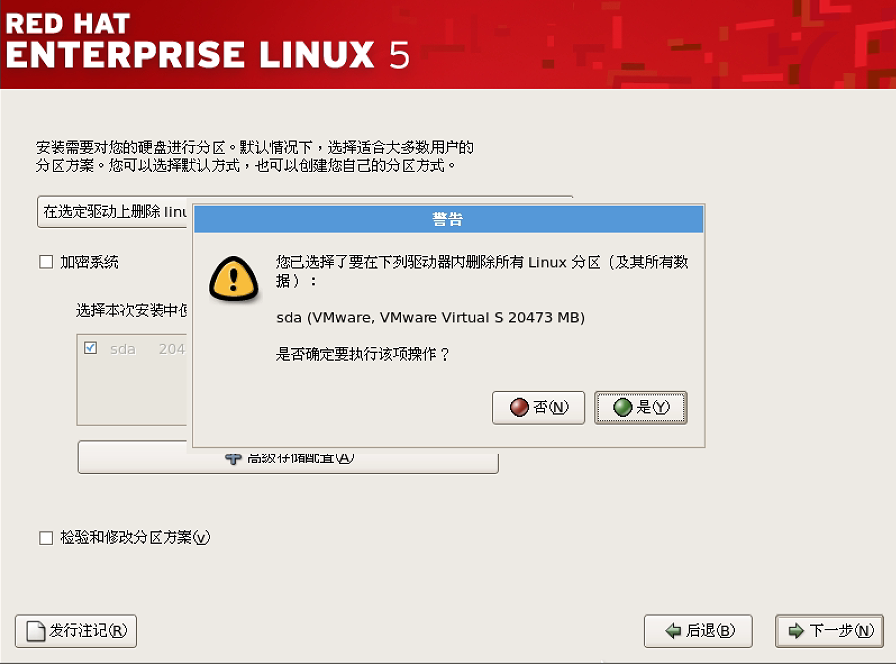 RED HAT
ENTERPRISE LINUX 5
安装需要对您的硬盘进行分区。默认情况下，选择适合大多数用户的
分区方案。您可以选择默认方式，也可以创建您自己的分区方式。
在选定驱动上删除 linu
警告
加密系统
您已选择了要在下列驱动器内删除所有 Linux 分区（及其所有数
据）：
选择本次安装中使
sda (VMware, VMware Virtual S 20473 MB)
sda 204
是否确定要执行该项操作？
否(N)
是(Y)
高级存储配置(A)
检验和修改分区方案(v)
发行注记(R)
后退(B)
下一步(N)